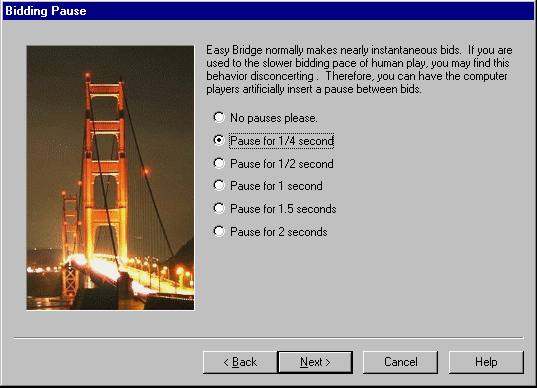 Bidding Pause
Easy Bridge normally makes nearly instantaneous bids. If you are
used to the slower bidding pace of human play, you may find this
behavior disconcerting . Therefore, you can have the computer
players artificially insert a pause between bids.
No pauses please.
Pause for 1/4 second
Pause for 1/2 second
Pause for 1 second
Pause for 1.5 seconds
Pause for 2 seconds
< Back
Next >
Cancel
Help